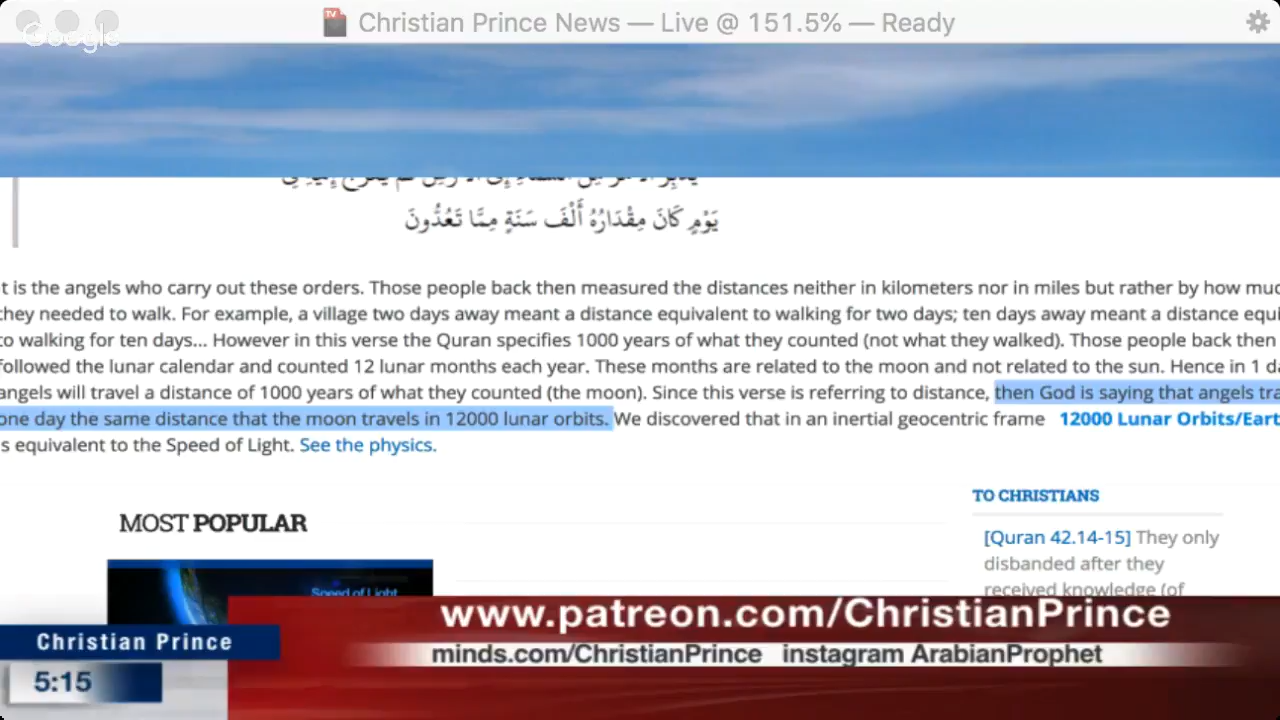 Christian Prince News — Live @ 151.5% — Ready
Google
يَوْمٍ كَانَ مِقْدَارُهُ أَلْفَ سَنَةٍ مِمَّا تَعُدُّونَ
t is the angels who carry out these orders. Those people back then measured the distances neither in kilometers nor in miles but rather by how muc
they needed to walk. For example, a village two days away meant a distance equivalent to walking for two days; ten days away meant a distance equi
to walking for ten days... However in this verse the Quran specifies 1000 years of what they counted (not what they walked). Those people back then
followed the lunar calendar and counted 12 lunar months each year. These months are related to the moon and not related to the sun. Hence in 1 da
angels will travel a distance of 1000 years of what they counted (the moon). Since this verse is referring to distance, then God is saying that angels tra
one day the same distance that the moon travels in 12000 lunar orbits. We discovered that in an inertial geocentric frame 12000 Lunar Orbits/Eart
s equivalent to the Speed of Light. See the physics.
MOST POPULAR
Speed of Light
TO CHRISTIANS
[Quran 42.14-15] They only
disbanded after they
received knowledge (of
www.patreon.com/ChristianPrince
Christian Prince
minds.com/ChristianPrince instagram ArabianProphet
5:15